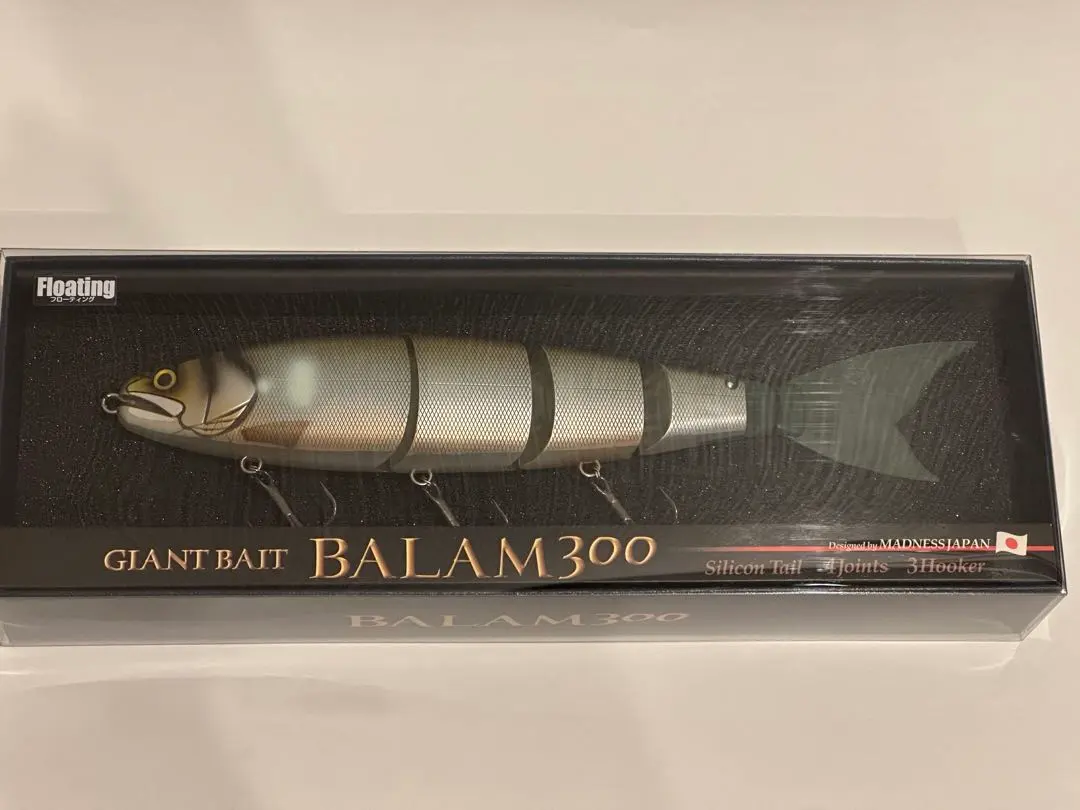 Floating
フローティング
GIANT BAIT BALAM300
Designed by MADNESS JAPAN
Silicon Tail 4Joints 3Hooker
BALAM300